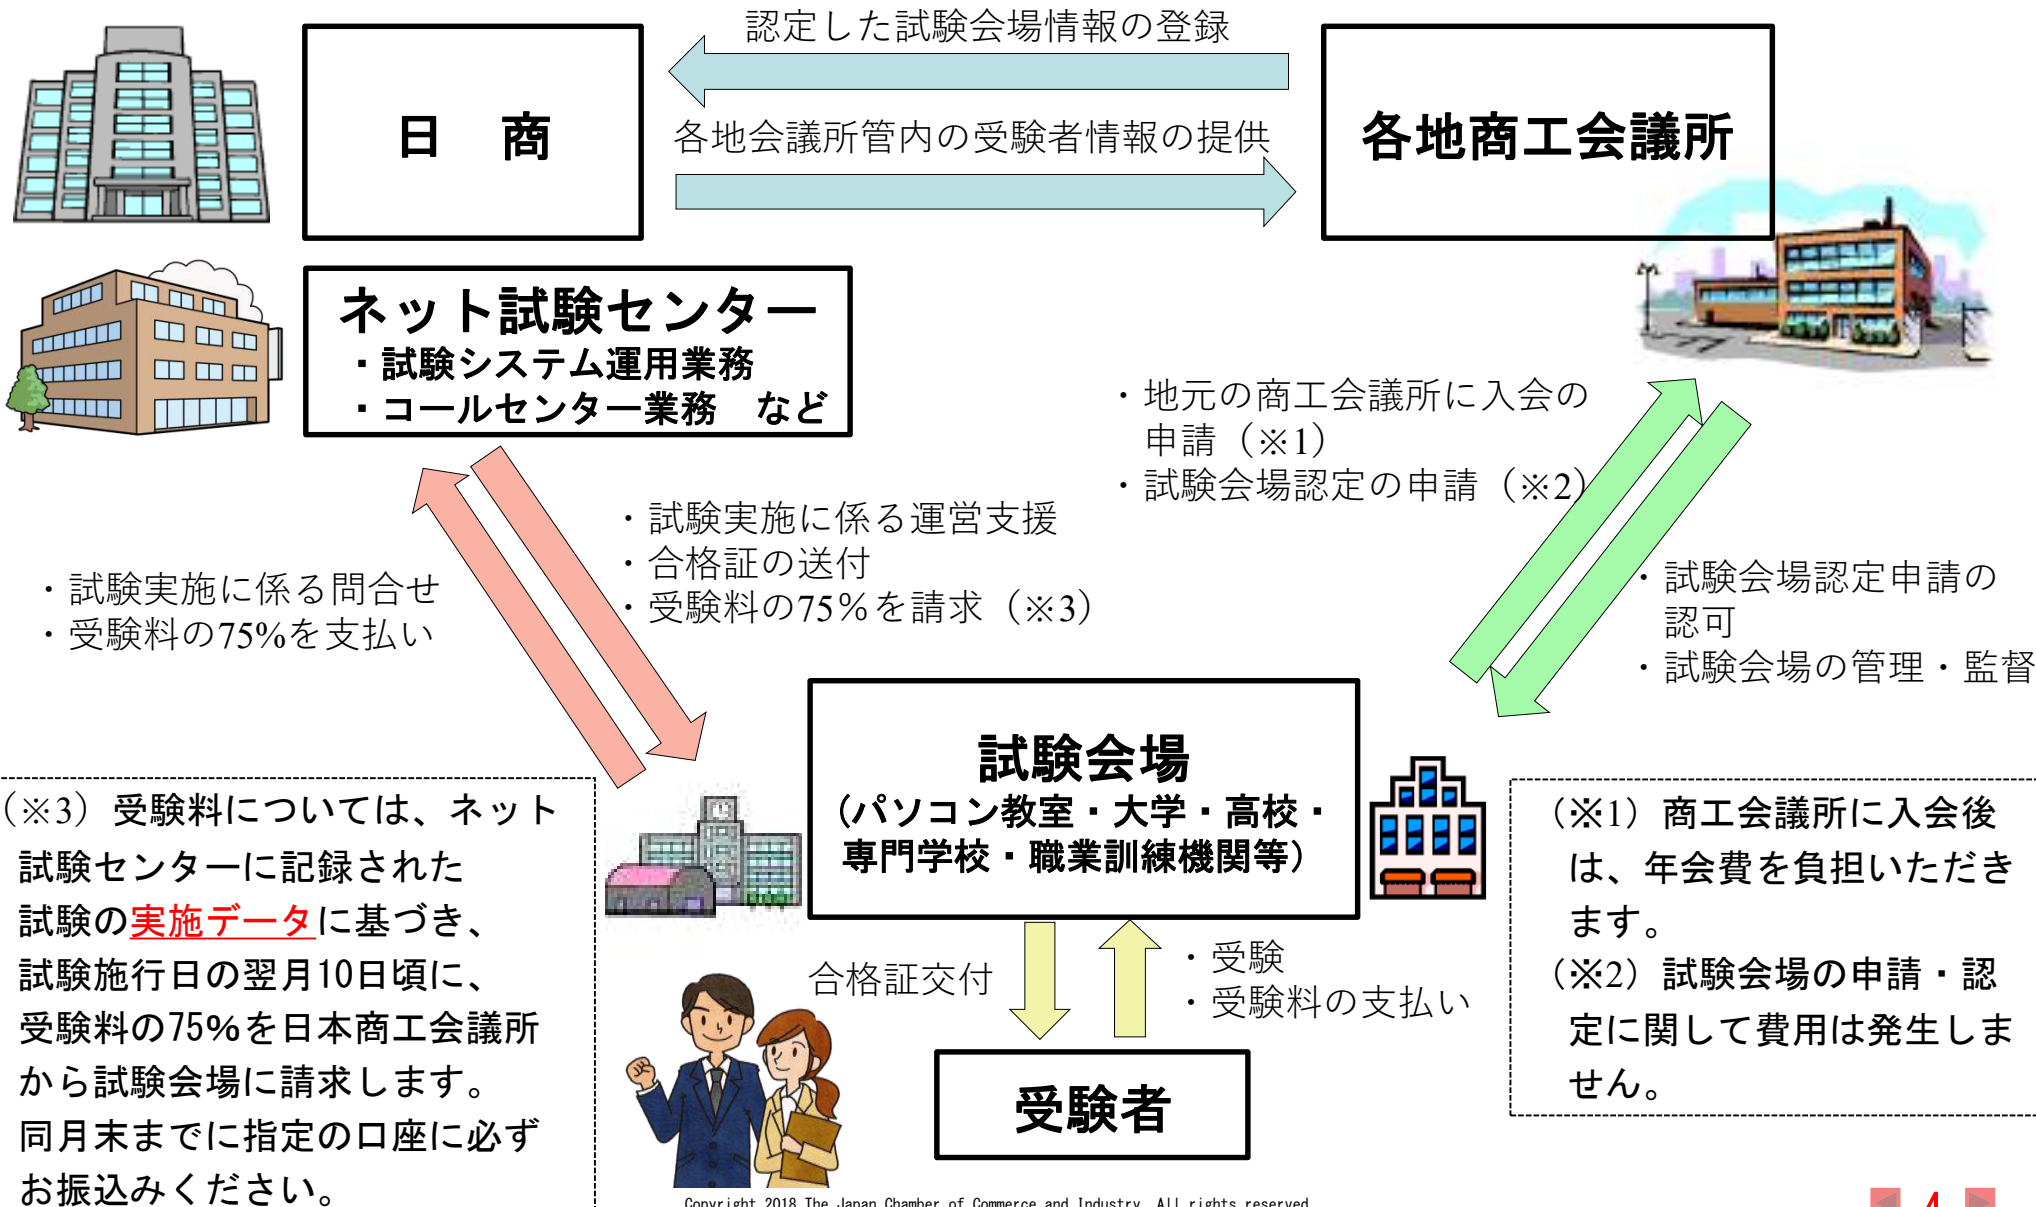 認定した試験会場情報の登録
日　商
各地会議所管内の受験者情報の提供
各地商工会議所
ネット試験センター
・試験システム運用業務
・コールセンター業務　など
・地元の商工会議所に入会の
申請（※1）
・試験会場認定の申請（※2）
・試験実施に係る運営支援
・合格証の送付
・受験料の75％を請求（※3）
・試験実施に係る問合せ
・受験料の75%を支払い
・試験会場認定申請の
認可
・試験会場の管理・監督
試験会場
（パソコン教室・大学・高校・
専門学校・職業訓練機関等）
（※3）受験料については、ネット
試験センターに記録された
試験の実施データに基づき、
試験施行日の翌月10日頃に、
受験料の75%を日本商工会議所
から試験会場に請求します。
同月末までに指定の口座に必ず
お振込みください。
（※1）商工会議所に入会後
は、年会費を負担いただき
ます。
（※2）試験会場の申請・認
定に関して費用は発生しま
せん。
合格証交付
・受験
・受験料の支払い
受験者
Copyright 2018 The Japan Chamber of Commerce and Industry. All rights reserved
4